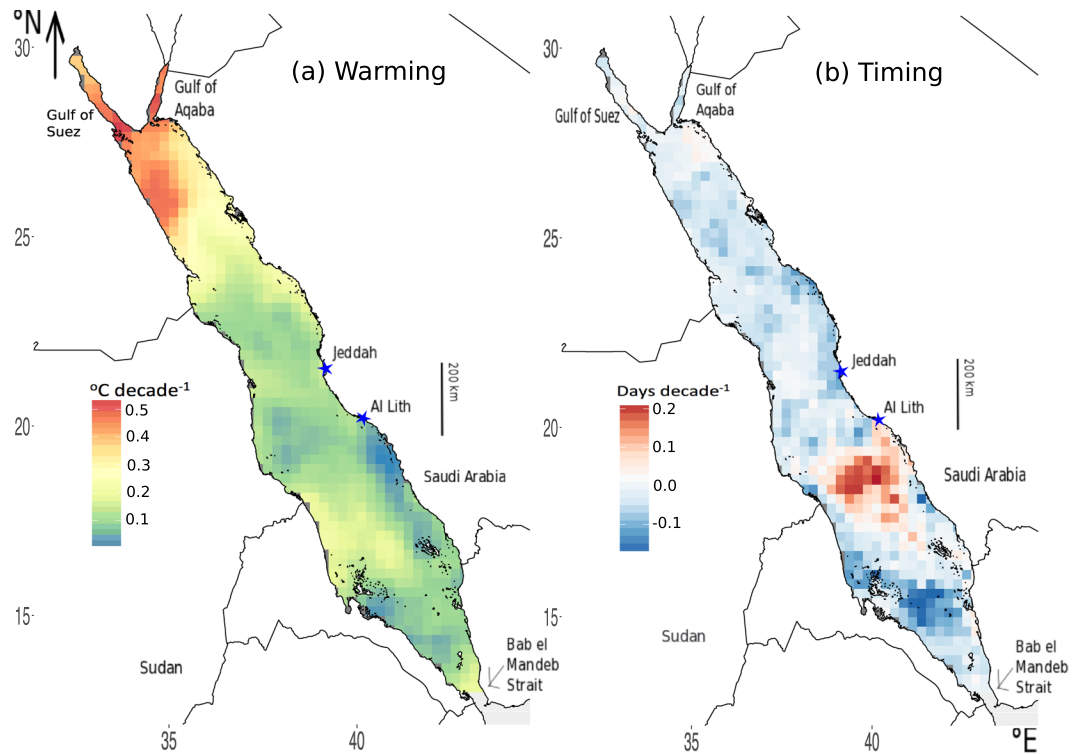 °N
30
25
20
15
(a) Warming
Gulf of
Suez
Gulf of
Aqaba
Jeddah
Al Lith
200 km
Saudi Arabia
ºC decade-1
0.5
0.4
0.3
0.2
0.1
Sudan
Bab el
Mandeb
Strait
35
40
30
25
20
15
(b) Timing
Gulf of Suez
Gulf of
Aqaba
Jeddah
Al Lith
200 km
Saudi Arabia
Days decade-1
0.2
0.1
0.0
-0.1
Sudan
Bab el
Mandeb
Strait
35
40
°E